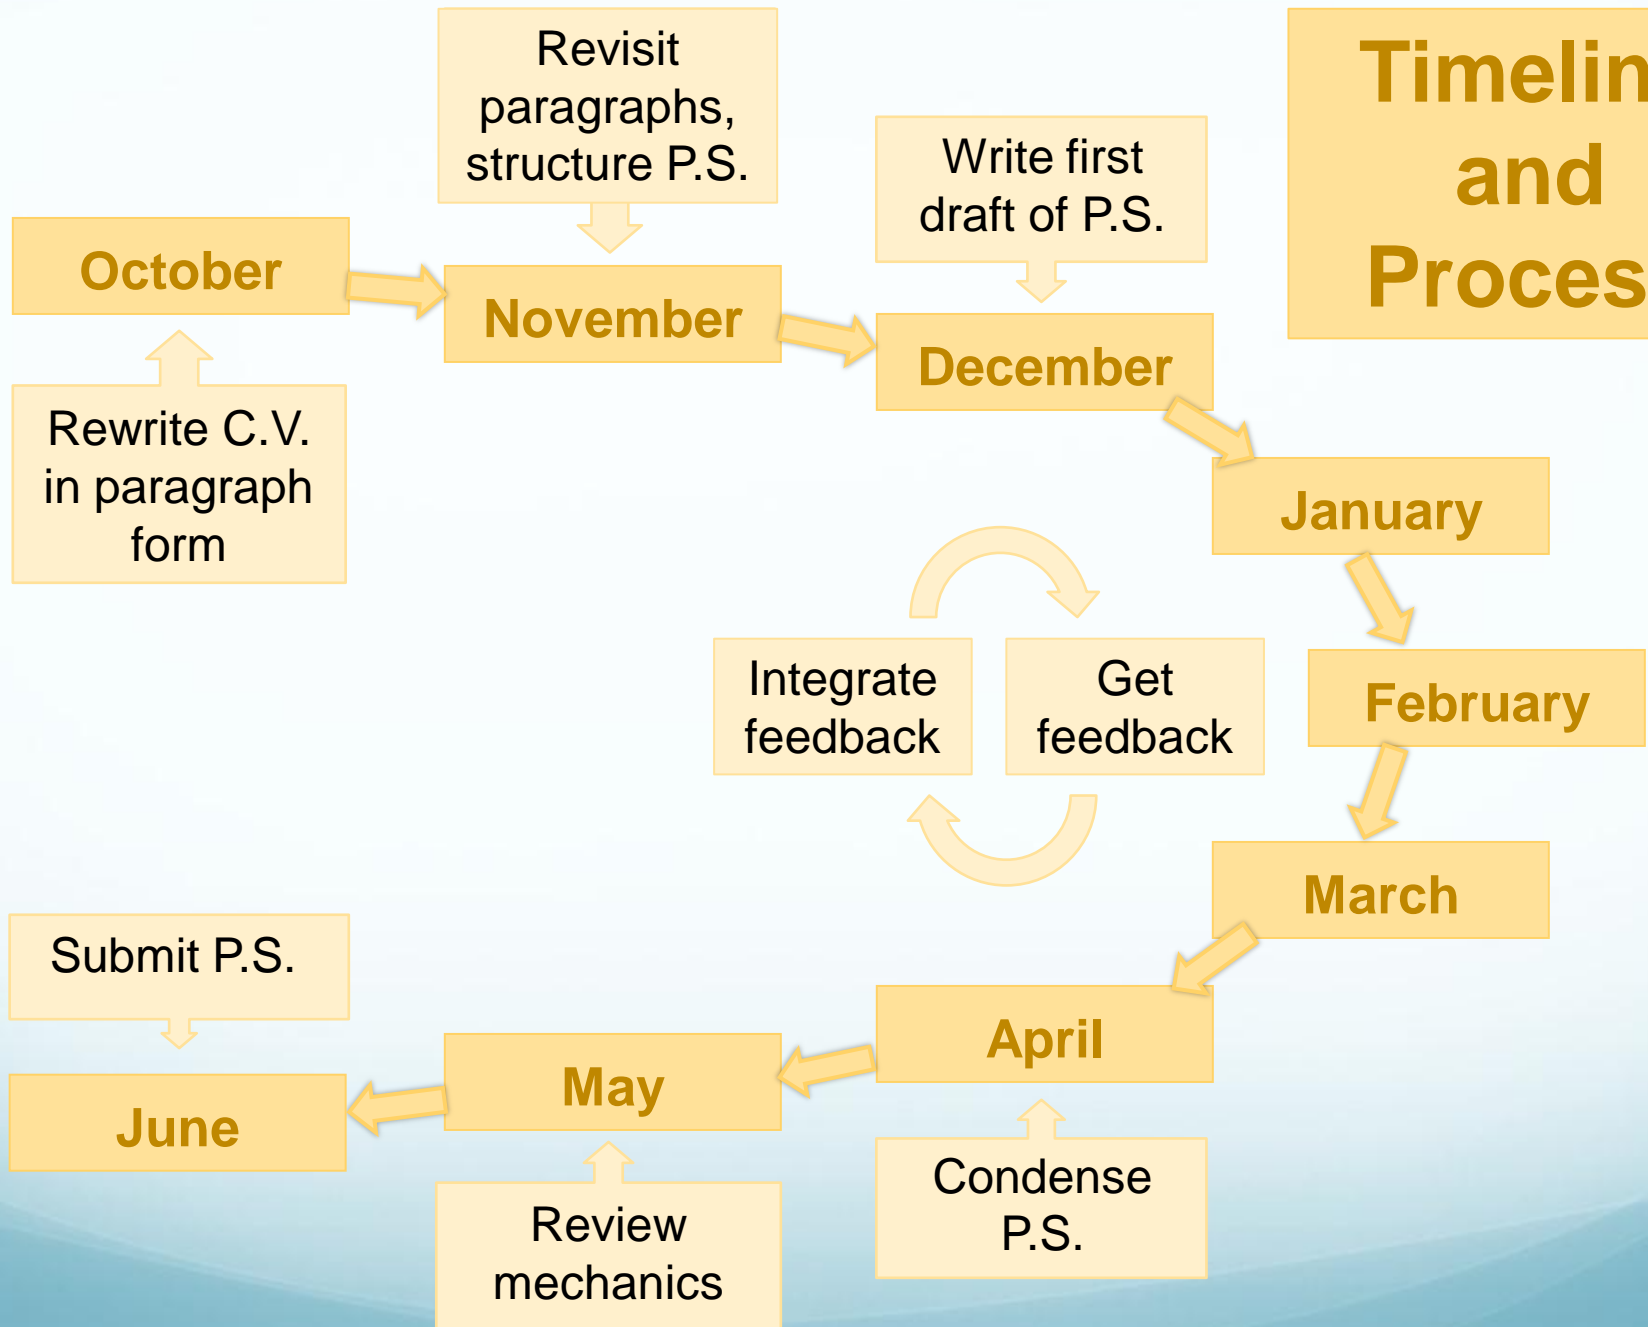 Timelin
and
Proces
October
Rewrite C.V.
in paragraph
form
Revisit
paragraphs,
structure P.S.
November
Write first
draft of P.S.
December
January
February
March
Integrate
feedback
Get
feedback
April
Condense
P.S.
May
Review
mechanics
Submit P.S.
June